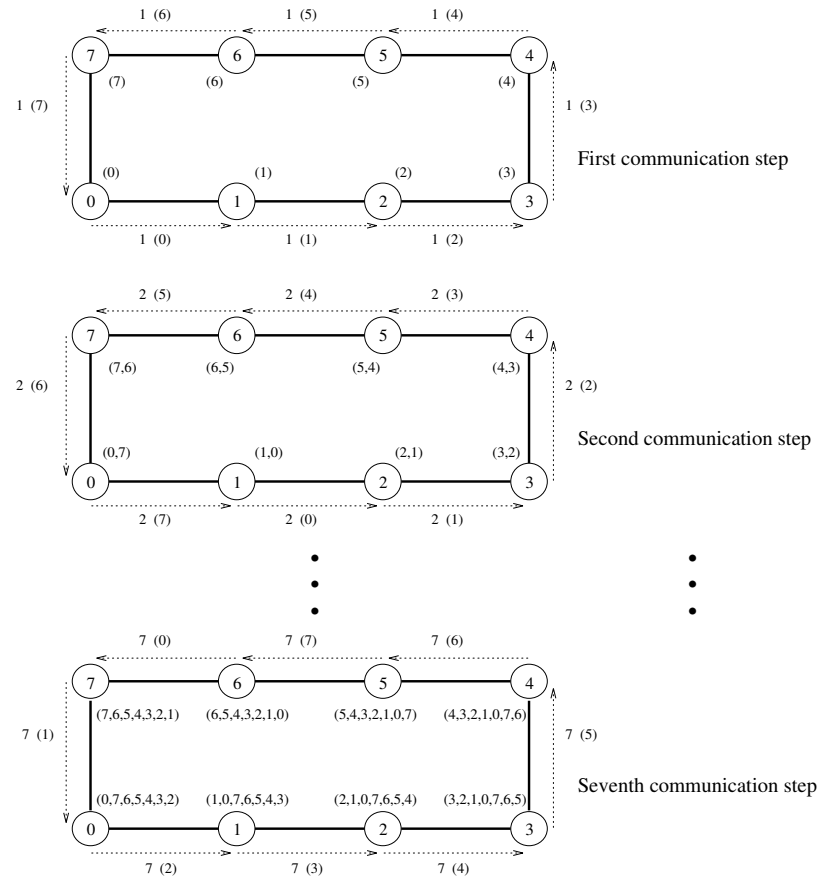 1 (6) 1 (5) 1 (4)
7 6 5 4
(7) (6) (5) (4)
1 (7) 1 (3)
First communication step
(0) (1) (2) (3)
0 1 2 3
1 (0) 1 (1) 1 (2)
2 (5) 2 (4) 2 (3)
7 6 5 4
(7,6) (6,5) (5,4) (4,3)
2 (6) 2 (2)
Second communication step
(0,7) (1,0) (2,1) (3,2)
0 1 2 3
2 (7) 2 (0) 2 (1)
7 (0) 7 (7) 7 (6)
7 6 5 4
(7,6,5,4,3,2,1) (6,5,4,3,2,1,0) (5,4,3,2,1,0,7) (4,3,2,1,0,7,6)
7 (1) 7 (5)
Seventh communication step
(0,7,6,5,4,3,2) (1,0,7,6,5,4,3) (2,1,0,7,6,5,4) (3,2,1,0,7,6,5)
0 1 2 3
7 (2) 7 (3) 7 (4)